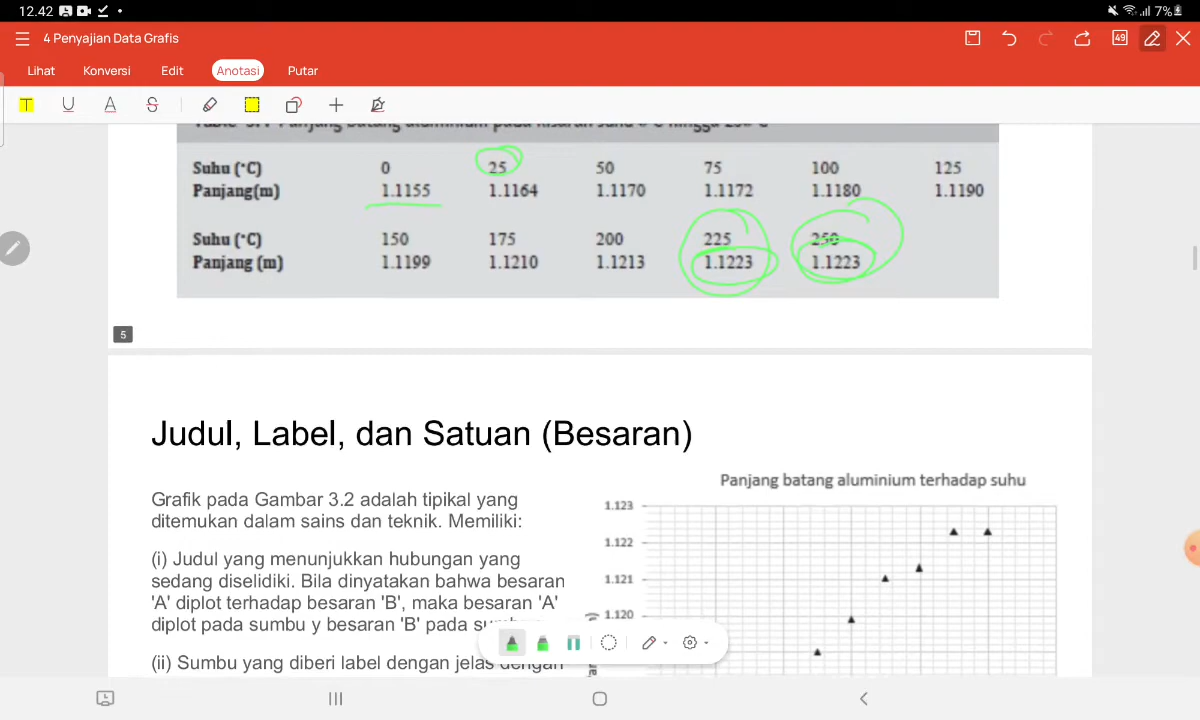 12.42
7%
4 Penyajian Data Grafis
49
Lihat Konversi Edit Anotasi Putar
T U A S
Suhu (°C) 0 25 50 75 100 125
Panjang(m) 1.1155 1.1164 1.1170 1.1172 1.1180 1.1190
Suhu (°C) 150 175 200 225 250
Panjang (m) 1.1199 1.1210 1.1213 1.1223 1.1223
5
Judul, Label, dan Satuan (Besaran)
Grafik pada Gambar 3.2 adalah tipikal yang
ditemukan dalam sains dan teknik. Memiliki:
(i) Judul yang menunjukkan hubungan yang
sedang diselidiki. Bila dinyatakan bahwa besaran
'A' diplot terhadap besaran 'B', maka besaran 'A'
diplot pada sumbu y besaran 'B' pada
(ii) Sumbu yang diberi label dengan jelas dengan
Panjang batang aluminium terhadap suhu
1.123
1.122
1.121
1.120